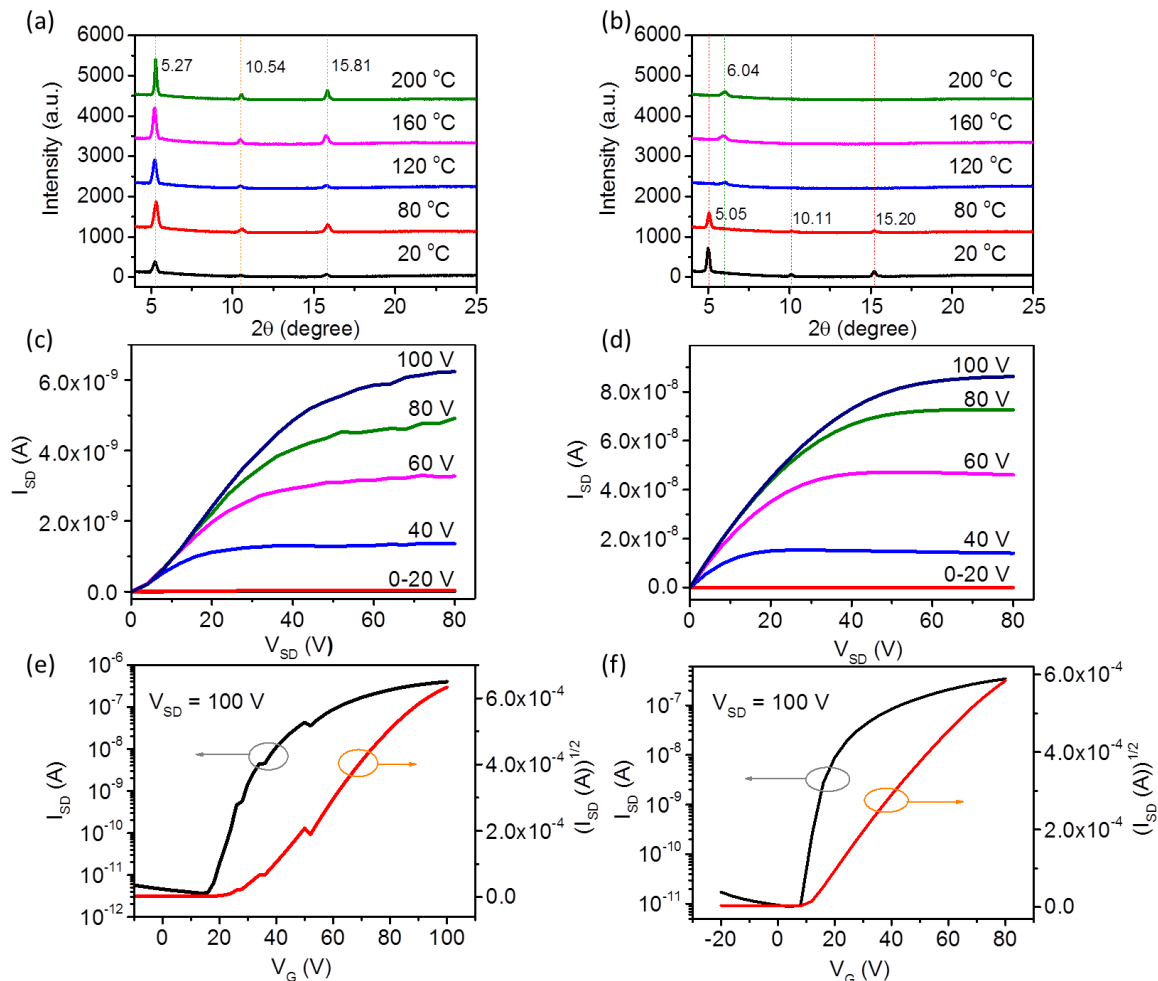 (a)
6000
5000
4000
3000
2000
1000
0
Intensity (a.u.)
5.27
10.54
15.81
200 °C
160 °C
120 °C
80 °C
20 °C
5
10
15
20
25
2θ (degree)
(b)
6000
5000
4000
3000
2000
1000
0
Intensity (a.u.)
6.04
200 °C
160 °C
120 °C
5.05
10.11
15.20
80 °C
20 °C
5
10
15
20
25
2θ (degree)
(c)
6.0x10⁻⁹
4.0x10⁻⁹
2.0x10⁻⁹
0.0
I_SD (A)
100 V
80 V
60 V
40 V
0-20 V
0
20
40
60
80
V_SD (V)
(d)
8.0x10⁻⁸
6.0x10⁻⁸
4.0x10⁻⁸
2.0x10⁻⁸
0.0
I_SD (A)
100 V
80 V
60 V
40 V
0-20 V
0
20
40
60
80
V_SD (V)
(e)
10⁻⁶
10⁻⁷
10⁻⁸
10⁻⁹
10⁻¹⁰
10⁻¹¹
10⁻¹²
I_SD (A)
V_SD = 100 V
6.0x10⁻⁴
4.0x10⁻⁴
2.0x10⁻⁴
0.0
(I_SD (A))^1/2
0
20
40
60
80
100
V_G (V)
(f)
10⁻⁷
10⁻⁸
10⁻⁹
10⁻¹⁰
10⁻¹¹
I_SD (A)
V_SD = 100 V
6.0x10⁻⁴
4.0x10⁻⁴
2.0x10⁻⁴
0.0
(I_SD (A))^1/2
-20
0
20
40
60
80
V_G (V)